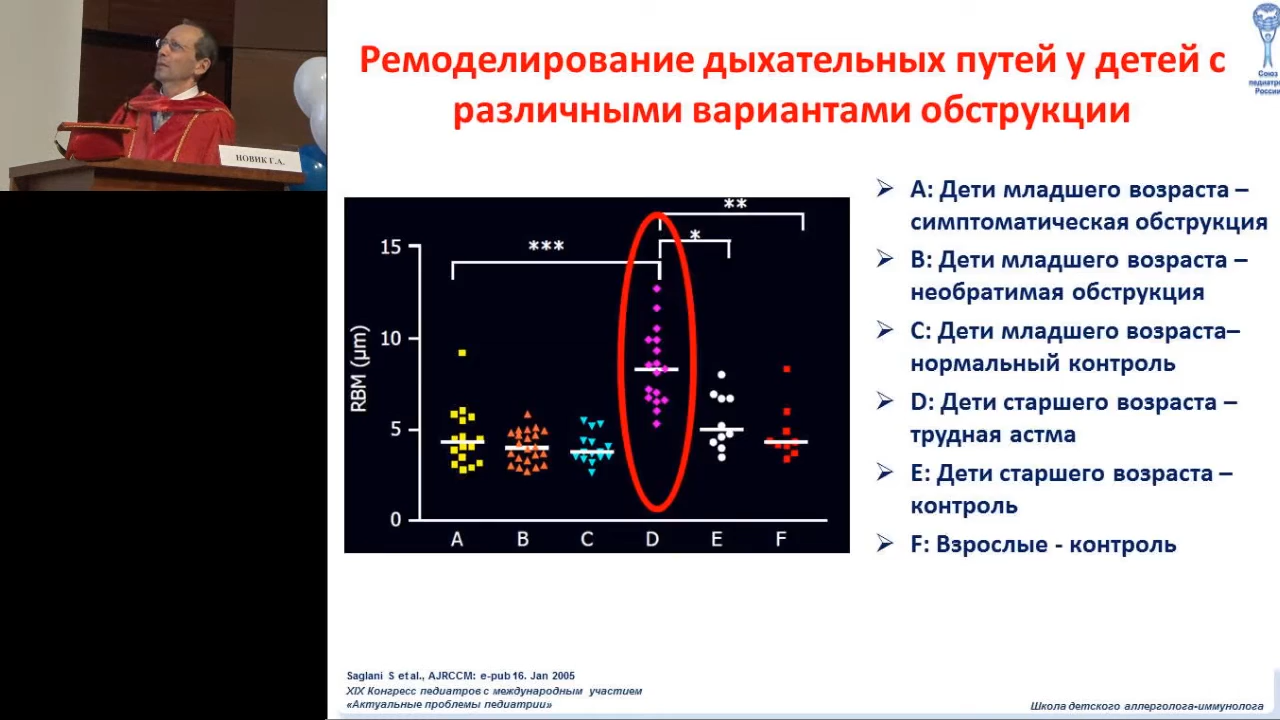 НОВИК Г.А.
Ремоделирование дыхательных путей у детей с
различными вариантами обструкции
Союз
педиатро
России
***
**
*
15
10
5
0
RBM (µm)
A B C D E F
А: Дети младшего возраста –
симптоматическая обструкция
В: Дети младшего возраста –
необратимая обструкция
С: Дети младшего возраста–
нормальный контроль
D: Дети старшего возраста –
трудная астма
Е: Дети старшего возраста –
контроль
F: Взрослые - контроль
Saglani S et al., AJRCCM: e-pub 16. Jan 2005
XIX Конгресс педиатров с международным участием
«Актуальные проблемы педиатрии»
Школа детского аллерголога-иммунолога